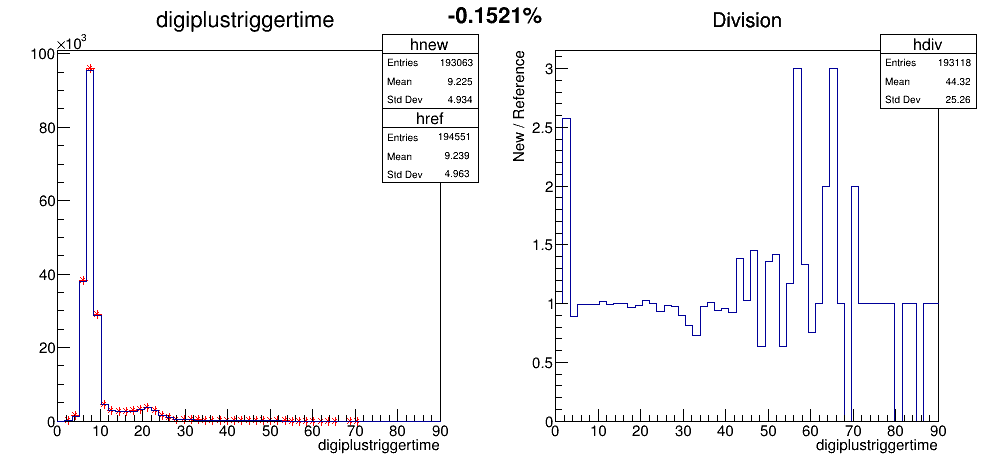 digiplustriggertime
-0.1521%
Division
×10³
hnew
Entries 193063
Mean 9.225
Std Dev 4.934
href
Entries 194551
Mean 9.239
Std Dev 4.963
100
80
60
40
20
0
0 10 20 30 40 50 60 70 80 90
digiplustriggertime
hdiv
Entries 193118
Mean 44.32
Std Dev 25.26
New / Reference
3
2.5
2
1.5
1
0.5
0
0 10 20 30 40 50 60 70 80 90
digiplustriggertime